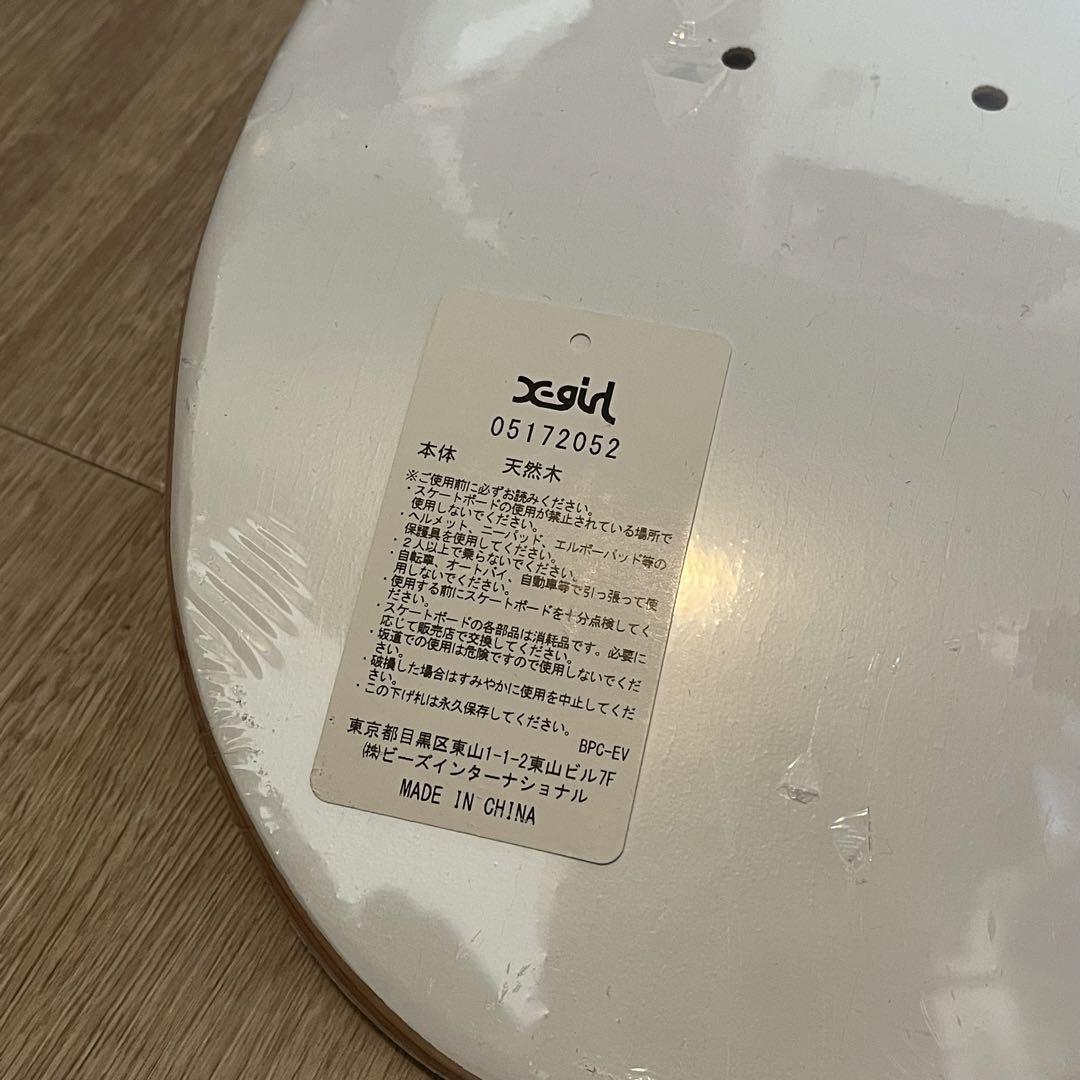 X-girl
05172052
本体 天然木
※ご使用前に必ずお読みください。
・スケートボードの使用が禁止されている場所で
使用しないでください。
・ヘルメット、ニーパッド、エルボーパッド等の
保護具を使用してください。
・2人以上で乗らないでください。
・自転車、オートバイ、自動車等で引っ張って使
用しないでください。
・使用する前にスケートボードを十分点検してく
ださい。
・スケートボードの各部品は消耗品です。必要に
応じて販売店で交換してください。
・坂道での使用は危険ですので使用しないでくだ
さい。
・破損した場合はすみやかに使用を中止してくだ
さい。
・この下げ札は永久保存してください。
BPC-EV
東京都目黒区東山1-1-2東山ビル7F
㈱ビーズインターナショナル
MADE IN CHINA